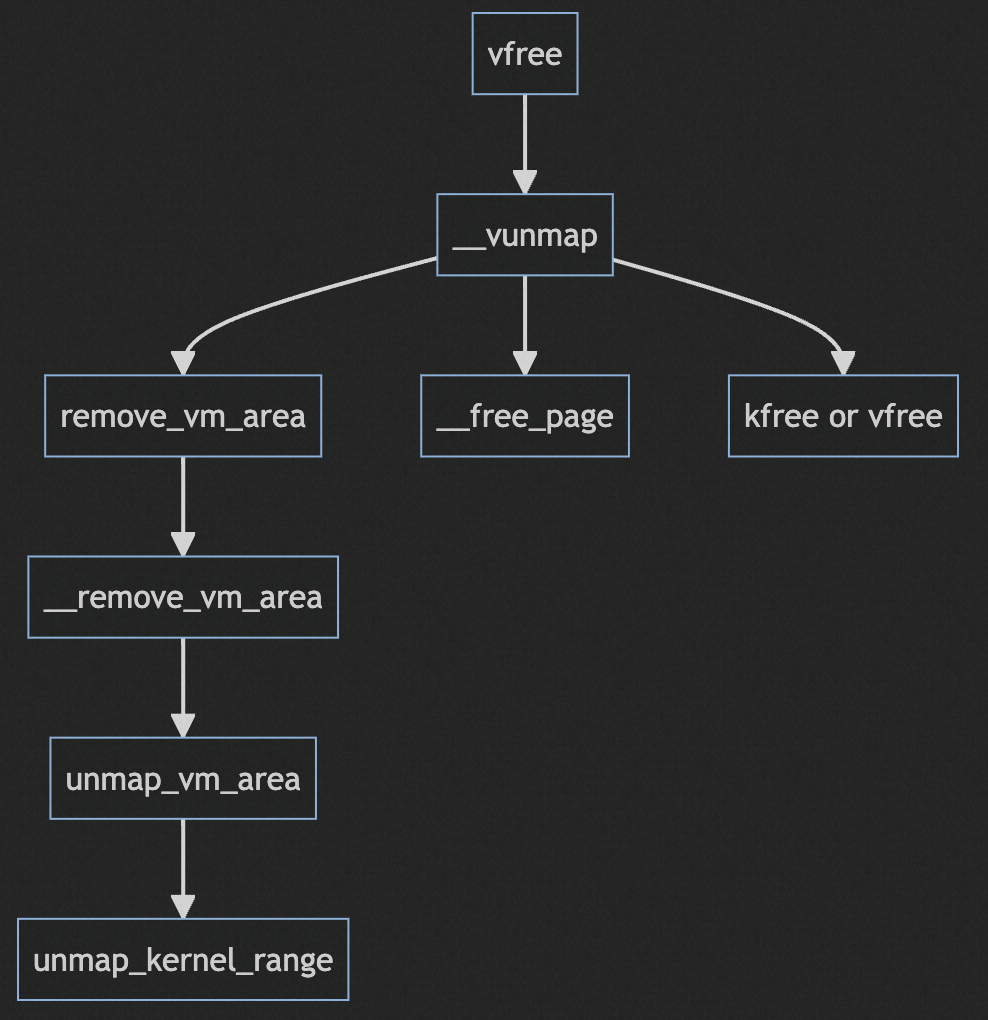 vfree
__vunmap
remove_vm_area
__free_page
kfree or vfree
__remove_vm_area
unmap_vm_area
unmap_kernel_range